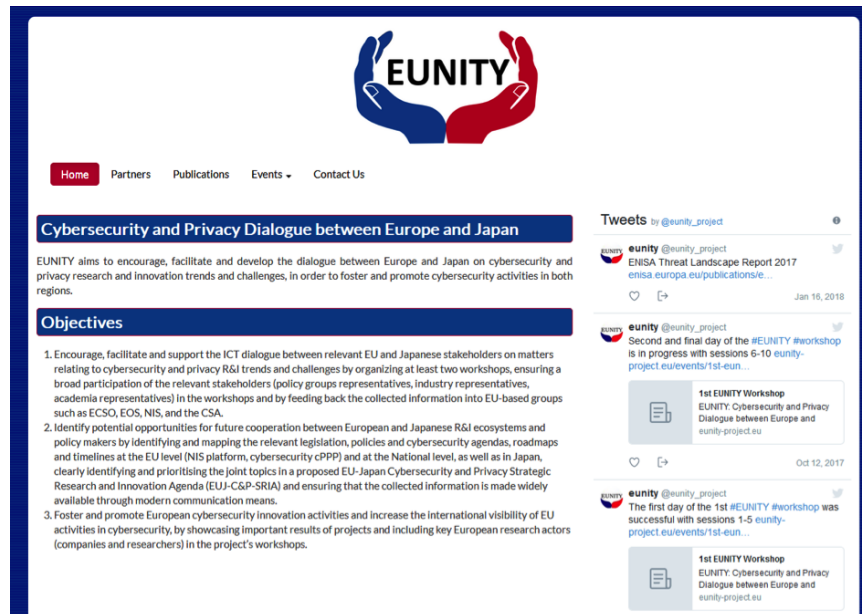 EUNITY
Home Partners Publications Events Contact Us
Cybersecurity and Privacy Dialogue between Europe and Japan
EUNITY aims to encourage, facilitate and develop the dialogue between Europe and Japan on cybersecurity and
privacy research and innovation trends and challenges, in order to foster and promote cybersecurity activities in both
regions.
Objectives
1. Encourage, facilitate and support the ICT dialogue between relevant EU and Japanese stakeholders on matters
relating to cybersecurity and privacy R&I trends and challenges by organizing at least two workshops, ensuring a
broad participation of the relevant stakeholders (policy groups representatives, industry representatives,
academia representatives) in the workshops and by feeding back the collected information into EU-based groups
such as ECSO, EOS, NIS, and the CSA.
2. Identify potential opportunities for future cooperation between European and Japanese R&I ecosystems and
policy makers by identifying and mapping the relevant legislation, policies and cybersecurity agendas, roadmaps
and timelines at the EU level (NIS platform, cybersecurity cPPP) and at the National level, as well as in Japan,
clearly identifying and prioritising the joint topics in a proposed EU-Japan Cybersecurity and Privacy Strategic
Research and Innovation Agenda (EUJ-C&P-SRIA) and ensuring that the collected information is made widely
available through modern communication means.
3. Foster and promote European cybersecurity innovation activities and increase the international visibility of EU
activities in cybersecurity, by showcasing important results of projects and including key European research actors
(companies and researchers) in the project's workshops.
Tweets by @eunity_project
EUNITY
eunity @eunity_project
ENISA Threat Landscape Report 2017
enisa.europa.eu/publications/e…
Jan 16, 2018
EUNITY
eunity @eunity_project
Second and final day of the #EUNITY #workshop
is in progress with sessions 6-10 eunity-
project.eu/events/1st-eun…
1st EUNITY Workshop
EUNITY: Cybersecurity and Privacy
Dialogue between Europe and
eunity-project.eu
Oct 12, 2017
EUNITY
eunity @eunity_project
The first day of the 1st #EUNITY #workshop was
successful with sessions 1-5 eunity-
project.eu/events/1st-eun…
1st EUNITY Workshop
EUNITY: Cybersecurity and Privacy
Dialogue between Europe and
eunity-project.eu